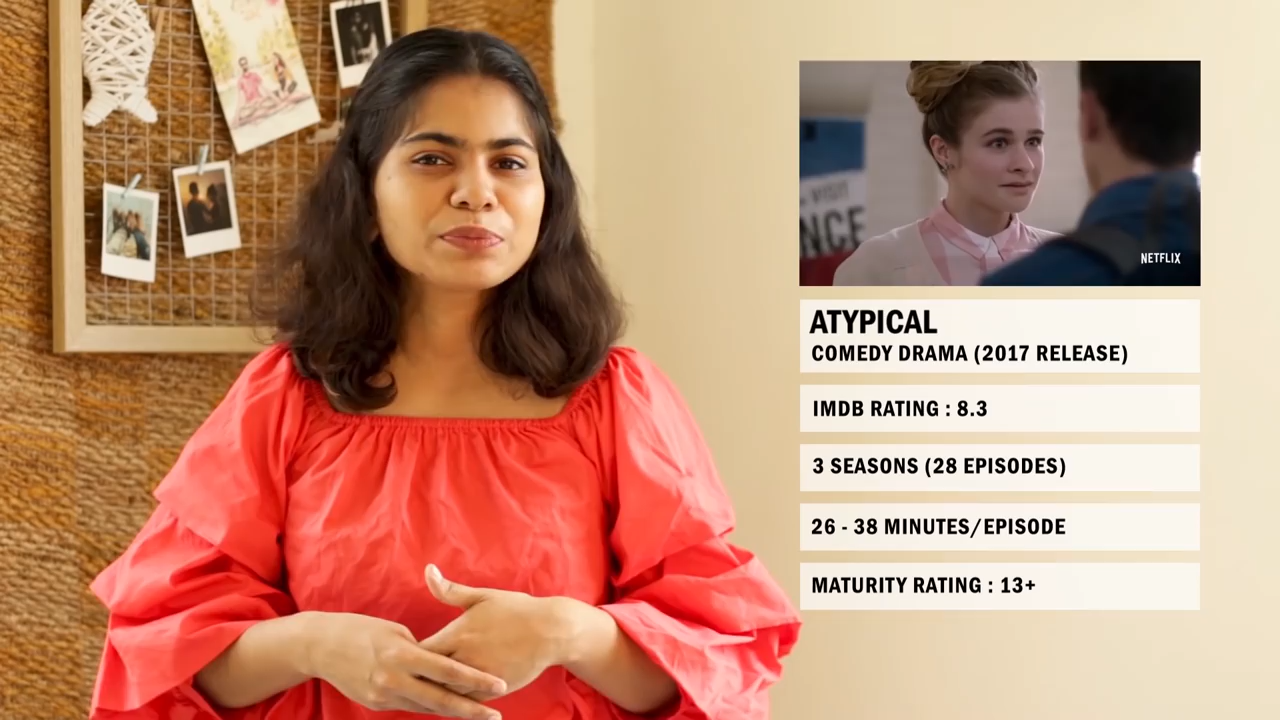 VISIT
NCE
NETFLIX
ATYPICAL
COMEDY DRAMA (2017 RELEASE)
IMDB RATING : 8.3
3 SEASONS (28 EPISODES)
26 - 38 MINUTES/EPISODE
MATURITY RATING : 13+